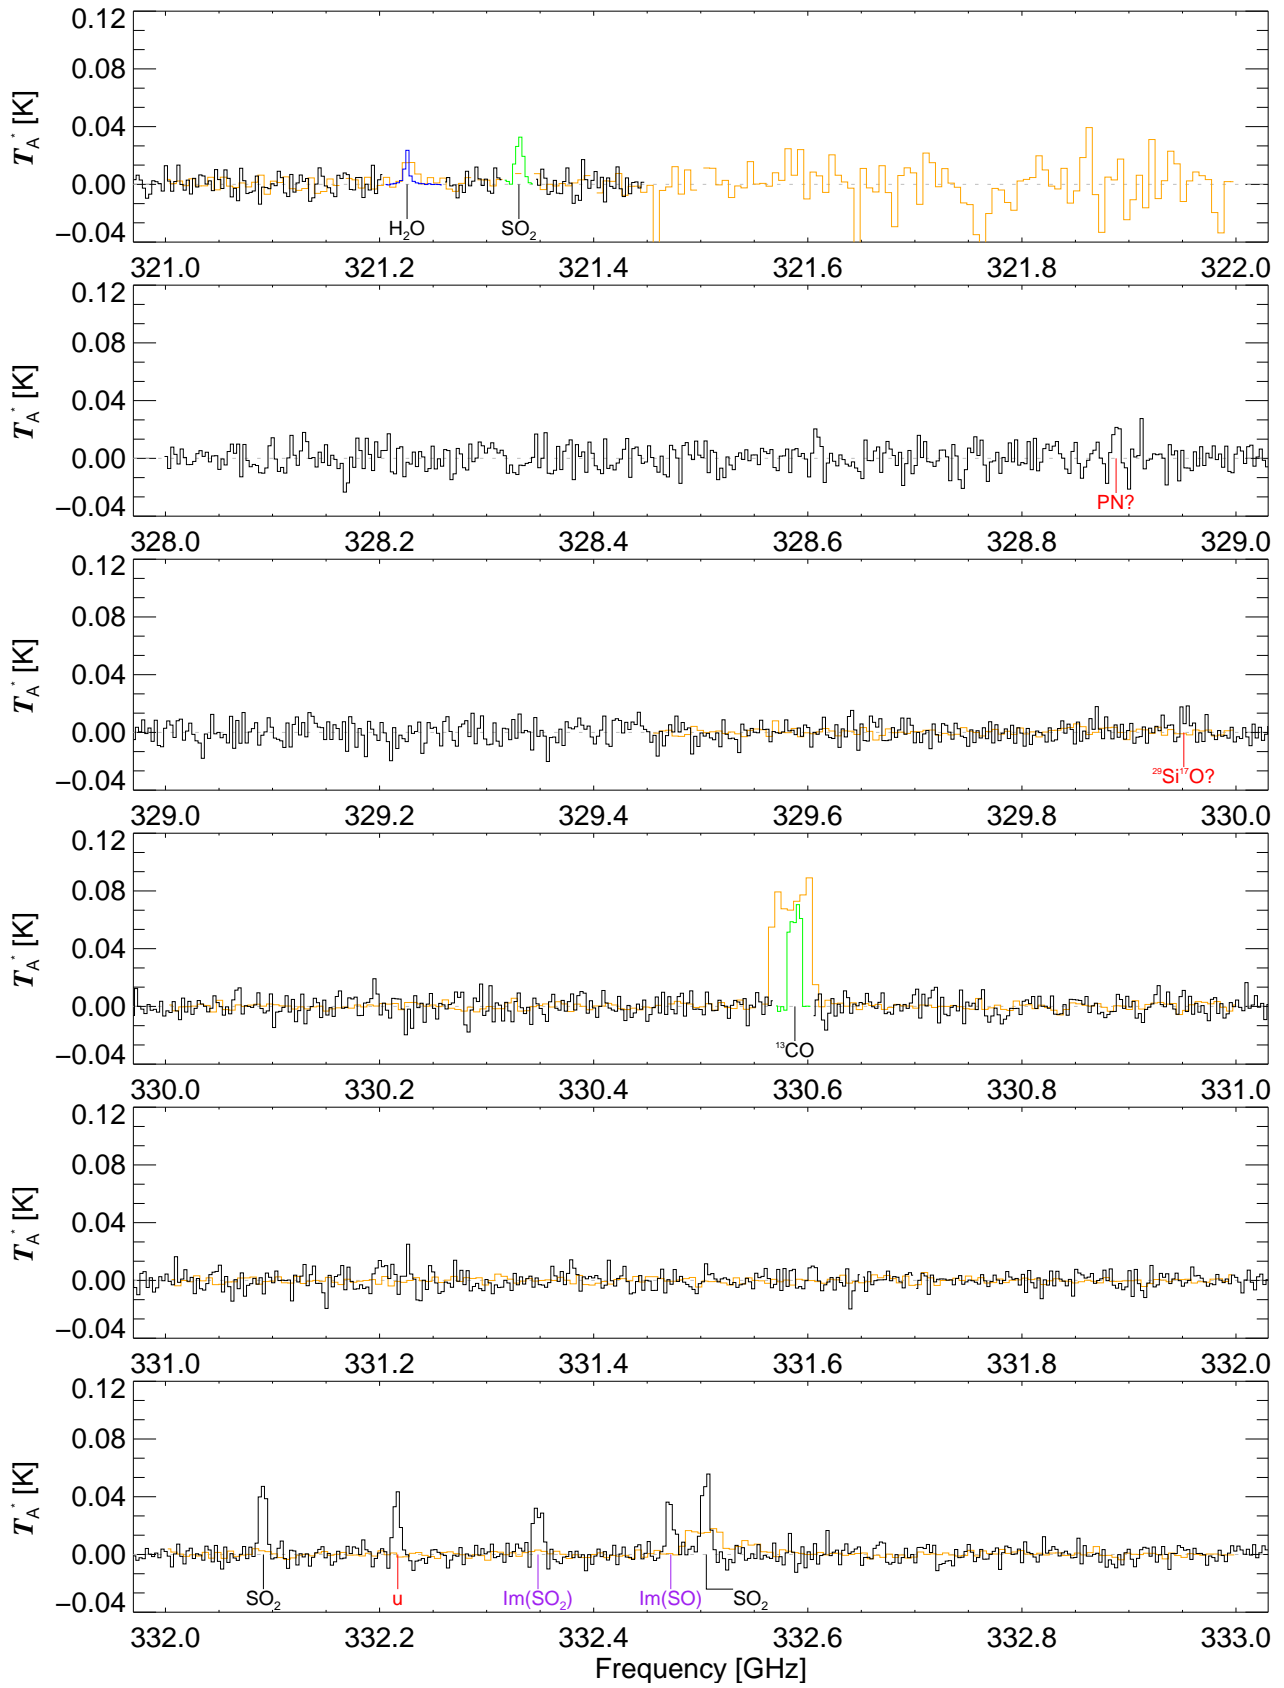 0.12
0.08
0.04
0.00
−0.04
T_A^* [K]
H₂O SO₂
321.0 321.2 321.4 321.6 321.8 322.0
0.12
0.08
0.04
0.00
−0.04
T_A^* [K]
PN?
328.0 328.2 328.4 328.6 328.8 329.0
0.12
0.08
0.04
0.00
−0.04
T_A^* [K]
²⁹Si¹⁷O?
329.0 329.2 329.4 329.6 329.8 330.0
0.12
0.08
0.04
0.00
−0.04
T_A^* [K]
¹³CO
330.0 330.2 330.4 330.6 330.8 331.0
0.12
0.08
0.04
0.00
−0.04
T_A^* [K]
331.0 331.2 331.4 331.6 331.8 332.0
0.12
0.08
0.04
0.00
−0.04
T_A^* [K]
SO₂ u Im(SO₂) Im(SO) SO₂
332.0 332.2 332.4 332.6 332.8 333.0
Frequency [GHz]